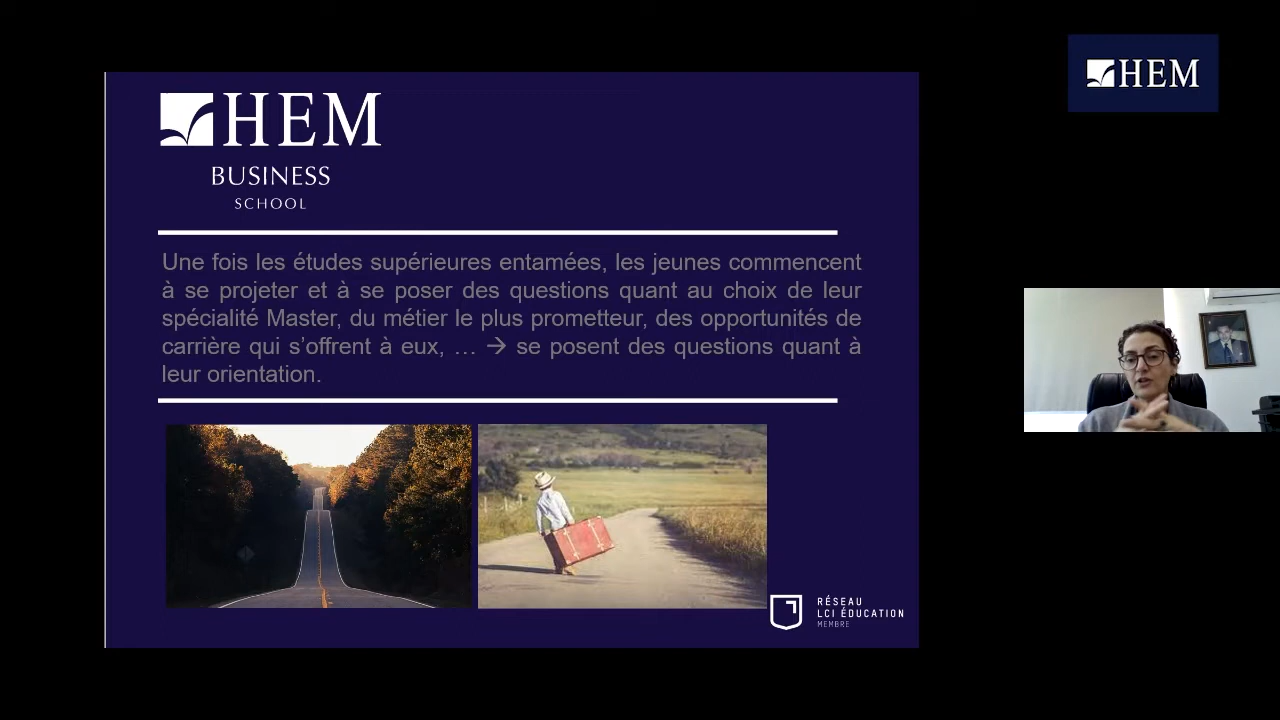 HEM
BUSINESS
SCHOOL
Une fois les études supérieures entamées, les jeunes commencent
à se projeter et à se poser des questions quant au choix de leur
spécialité Master, du métier le plus prometteur, des opportunités de
carrière qui s’offrent à eux, … → se posent des questions quant à
leur orientation.
RÉSEAU
LCI ÉDUCATION
MEMBRE
HEM